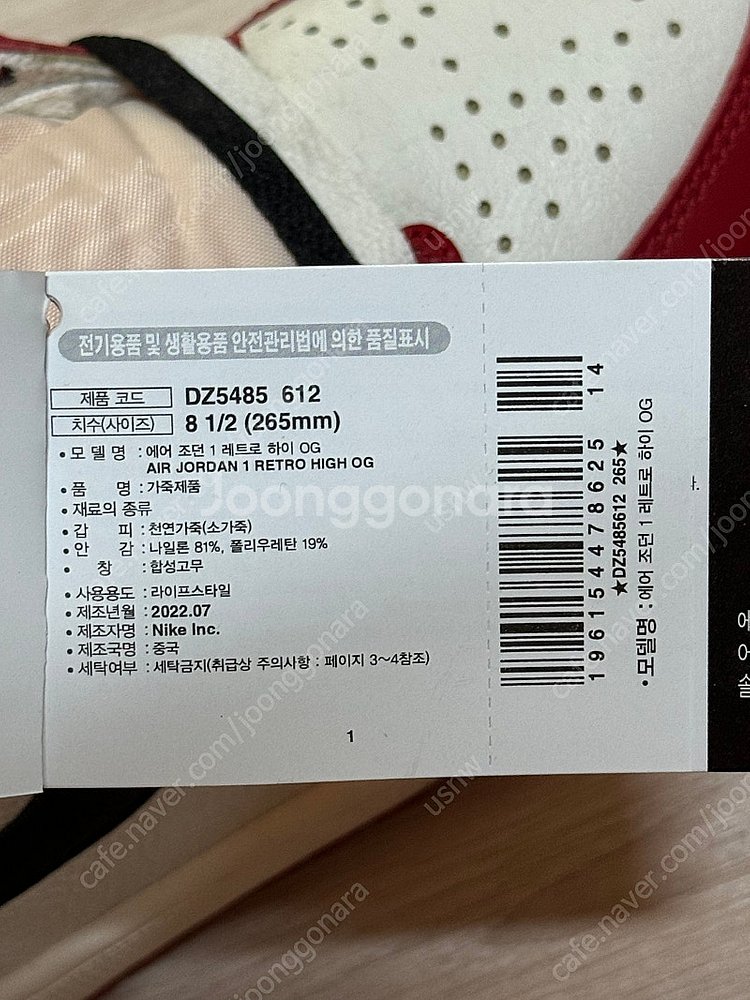 전기용품 및 생활용품 안전관리법에 의한 품질표시
제품 코드 DZ5485 612
치수(사이즈) 8 1/2 (265mm)
• 모 델 명 : 에어 조던 1 레트로 하이 OG
AIR JORDAN 1 RETRO HIGH OG
• 품 명 : 가죽제품
• 재료의 종류
• 갑 피 : 천연가죽(소가죽)
• 안 감 : 나일론 81%, 폴리우레탄 19%
• 창 : 합성고무
• 사용용도 : 라이프스타일
• 제조년월 : 2022.07
• 제조자명 : Nike Inc.
• 제조국명 : 중국
• 세탁여부 : 세탁금지(취급상 주의사항 : 페이지 3~4참조)
1
14
196154478625
★DZ5485612 265★
• 모델명 : 에어 조던 1 레트로 하이 OG
에
어
솔
Joonggonara
cafe.naver.com/joonggonara